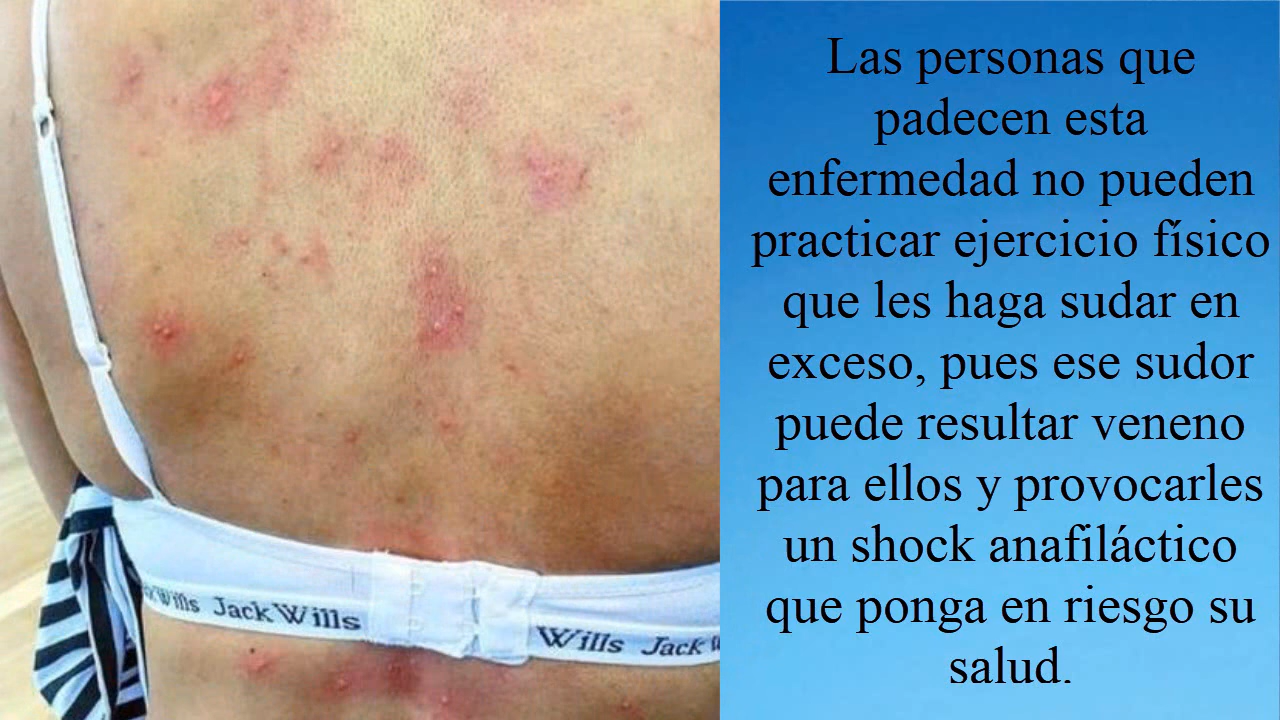 Las personas que
padecen esta
enfermedad no pueden
practicar ejercicio físico
que les haga sudar en
exceso, pues ese sudor
puede resultar veneno
para ellos y provocarles
un shock anafiláctico
que ponga en riesgo su
salud.
Wills Jack Wills
Wills Jack